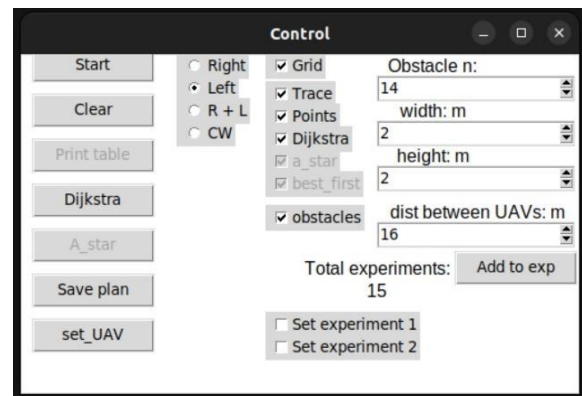 Control
Start
Clear
Print table
Dijkstra
A_star
Save plan
set_UAV
Right
Left
R + L
CW
Grid
Trace
Points
Dijkstra
a_star
best_first
obstacles
Obstacle n:
14
width: m
2
height: m
2
dist between UAVs: m
16
Total experiments:
15
Add to exp
Set experiment 1
Set experiment 2